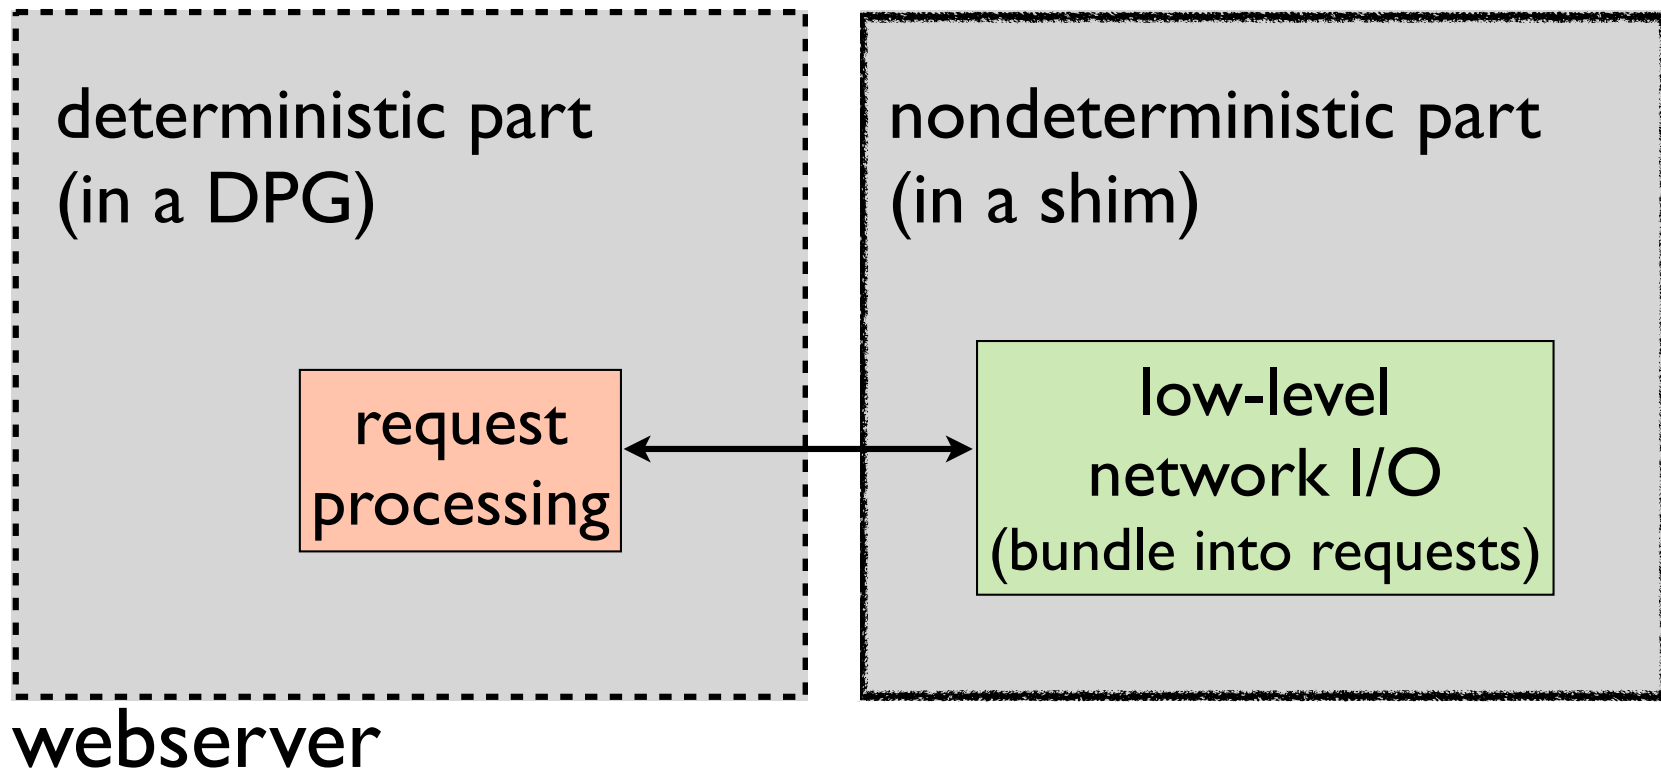 deterministic part
(in a DPG)
nondeterministic part
(in a shim)
request
processing
low-level
network I/O
(bundle into requests)
webserver